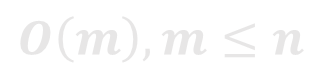 O(m), m ≤ n